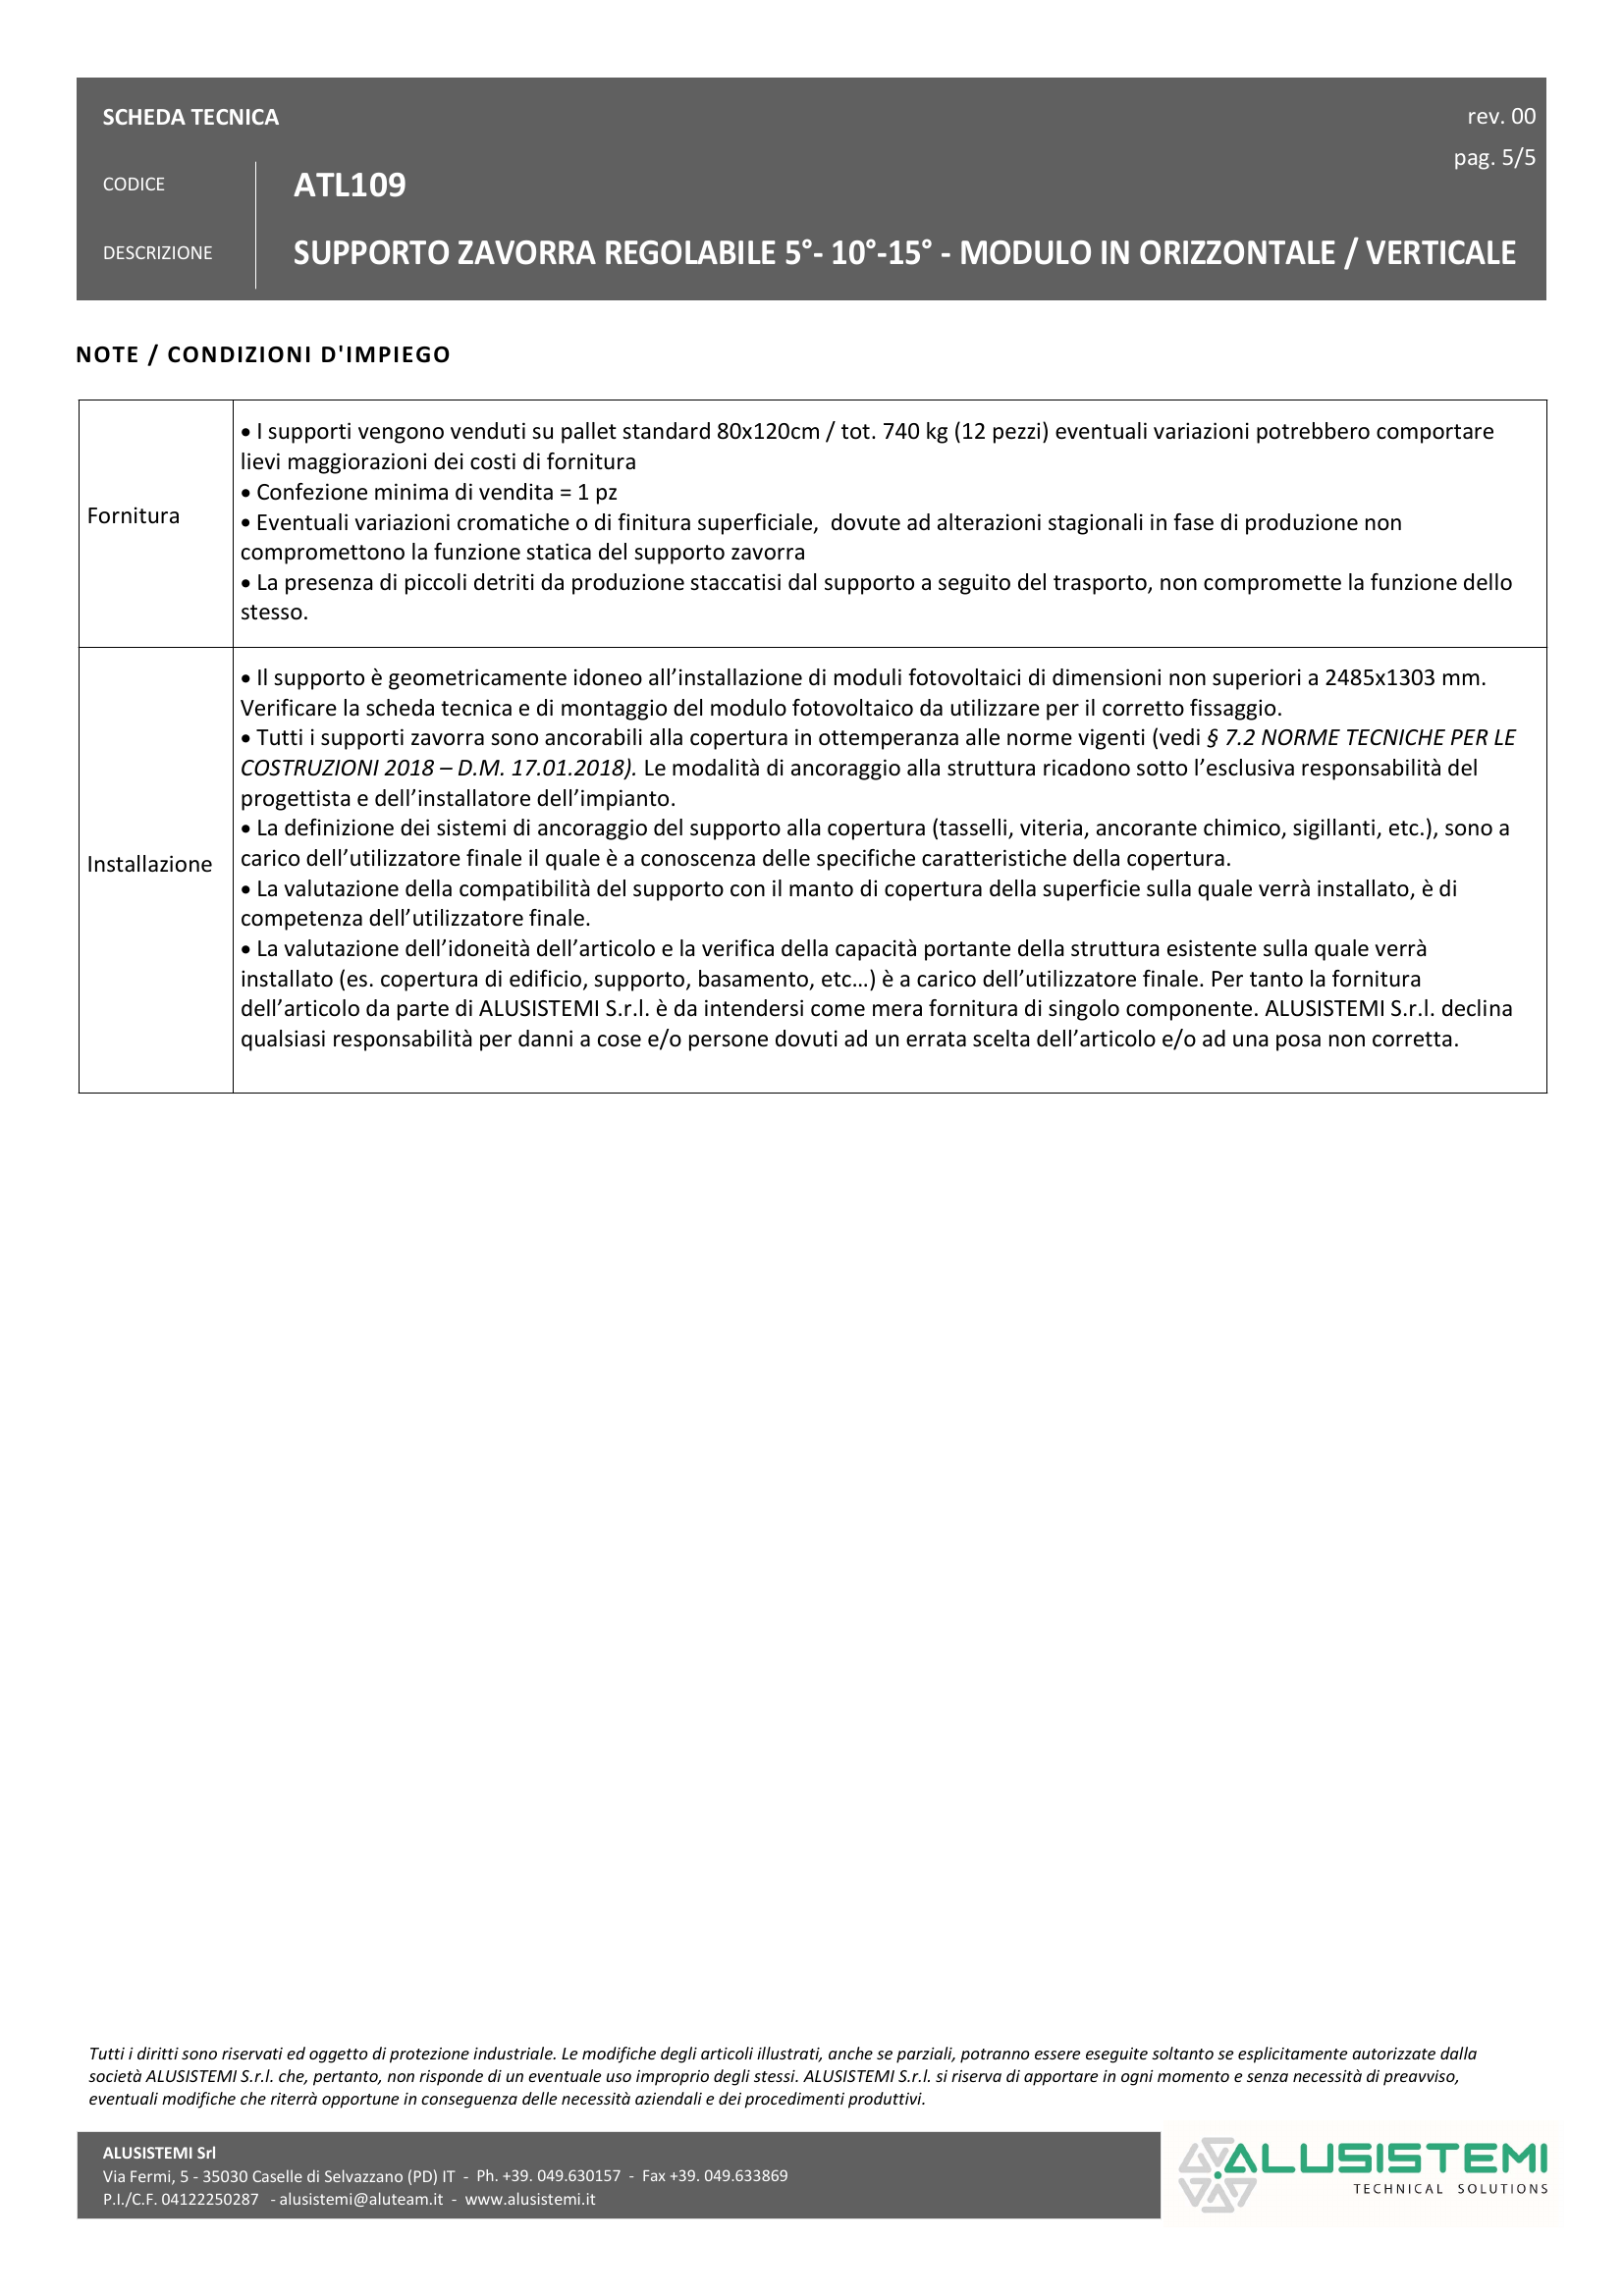 SCHEDA TECNICA
rev. 00
pag. 5/5
CODICE
ATL109
DESCRIZIONE
SUPPORTO ZAVORRA REGOLABILE 5°- 10°-15° - MODULO IN ORIZZONTALE / VERTICALE
NOTE / CONDIZIONI D'IMPIEGO
Fornitura
• I supporti vengono venduti su pallet standard 80x120cm / tot. 740 kg (12 pezzi) eventuali variazioni potrebbero comportare
lievi maggiorazioni dei costi di fornitura
• Confezione minima di vendita = 1 pz
• Eventuali variazioni cromatiche o di finitura superficiale,  dovute ad alterazioni stagionali in fase di produzione non
compromettono la funzione statica del supporto zavorra
• La presenza di piccoli detriti da produzione staccatisi dal supporto a seguito del trasporto, non compromette la funzione dello
stesso.
Installazione
• Il supporto è geometricamente idoneo all’installazione di moduli fotovoltaici di dimensioni non superiori a 2485x1303 mm.
Verificare la scheda tecnica e di montaggio del modulo fotovoltaico da utilizzare per il corretto fissaggio.
• Tutti i supporti zavorra sono ancorabili alla copertura in ottemperanza alle norme vigenti (vedi § 7.2 NORME TECNICHE PER LE
COSTRUZIONI 2018 – D.M. 17.01.2018). Le modalità di ancoraggio alla struttura ricadono sotto l’esclusiva responsabilità del
progettista e dell’installatore dell’impianto.
• La definizione dei sistemi di ancoraggio del supporto alla copertura (tasselli, viteria, ancorante chimico, sigillanti, etc.), sono a
carico dell’utilizzatore finale il quale è a conoscenza delle specifiche caratteristiche della copertura.
• La valutazione della compatibilità del supporto con il manto di copertura della superficie sulla quale verrà installato, è di
competenza dell’utilizzatore finale.
• La valutazione dell’idoneità dell’articolo e la verifica della capacità portante della struttura esistente sulla quale verrà
installato (es. copertura di edificio, supporto, basamento, etc…) è a carico dell’utilizzatore finale. Per tanto la fornitura
dell’articolo da parte di ALUSISTEMI S.r.l. è da intendersi come mera fornitura di singolo componente. ALUSISTEMI S.r.l. declina
qualsiasi responsabilità per danni a cose e/o persone dovuti ad un errata scelta dell’articolo e/o ad una posa non corretta.
Tutti i diritti sono riservati ed oggetto di protezione industriale. Le modifiche degli articoli illustrati, anche se parziali, potranno essere eseguite soltanto se esplicitamente autorizzate dalla
società ALUSISTEMI S.r.l. che, pertanto, non risponde di un eventuale uso improprio degli stessi. ALUSISTEMI S.r.l. si riserva di apportare in ogni momento e senza necessità di preavviso,
eventuali modifiche che riterrà opportune in conseguenza delle necessità aziendali e dei procedimenti produttivi.
ALUSISTEMI Srl
Via Fermi, 5 - 35030 Caselle di Selvazzano (PD) IT  -  Ph. +39. 049.630157  -  Fax +39. 049.633869
P.I./C.F. 04122250287   - alusistemi@aluteam.it  -  www.alusistemi.it
ALUSISTEMI
TECHNICAL SOLUTIONS